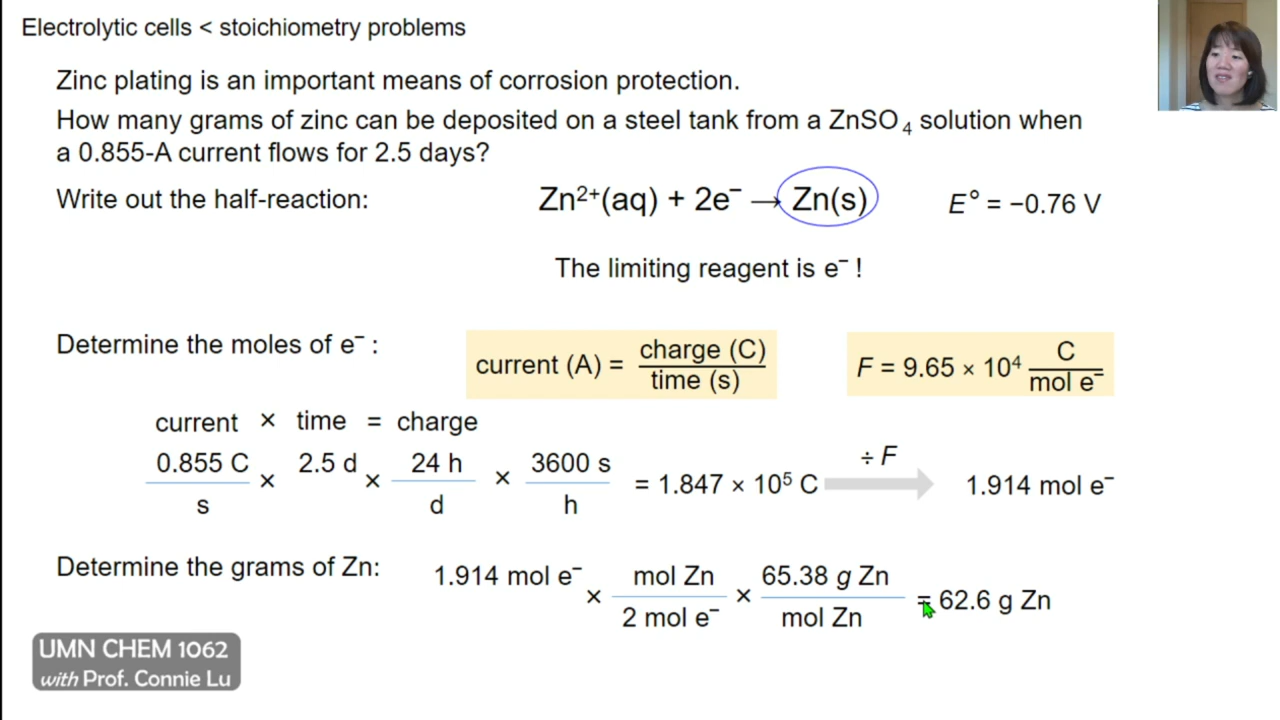 Electrolytic cells < stoichiometry problems
Zinc plating is an important means of corrosion protection.
How many grams of zinc can be deposited on a steel tank from a ZnSO₄ solution when
a 0.855-A current flows for 2.5 days?
Write out the half-reaction: Zn²⁺(aq) + 2e⁻ → Zn(s) E° = −0.76 V
The limiting reagent is e⁻ !
Determine the moles of e⁻ : current (A) = charge (C) / time (s) F = 9.65 × 10⁴ C / mol e⁻
current × time = charge
0.855 C / s × 2.5 d × 24 h / d × 3600 s / h = 1.847 × 10⁵ C ÷ F 1.914 mol e⁻
Determine the grams of Zn: 1.914 mol e⁻ × mol Zn / 2 mol e⁻ × 65.38 g Zn / mol Zn = 62.6 g Zn
UMN CHEM 1062
with Prof. Connie Lu